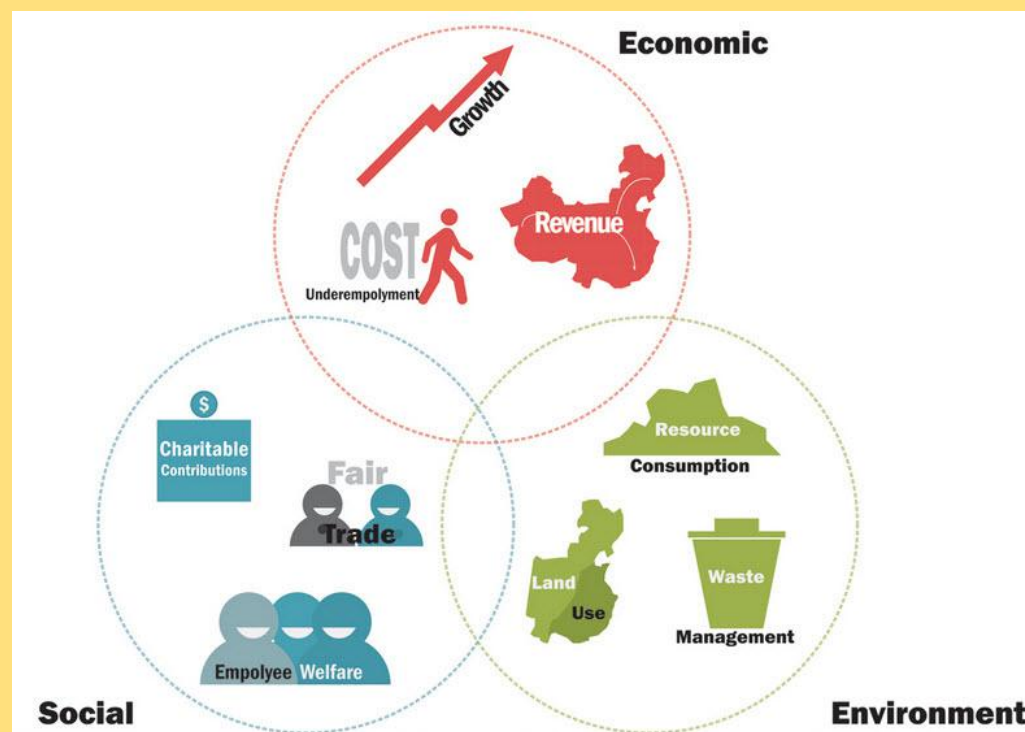 Economic
Growth
Revenue
COST
Underempolyment
$
Charitable
Contributions
Fair
Trade
Empolyee Welfare
Resource
Consumption
Land
Use
Waste
Management
Social
Environment